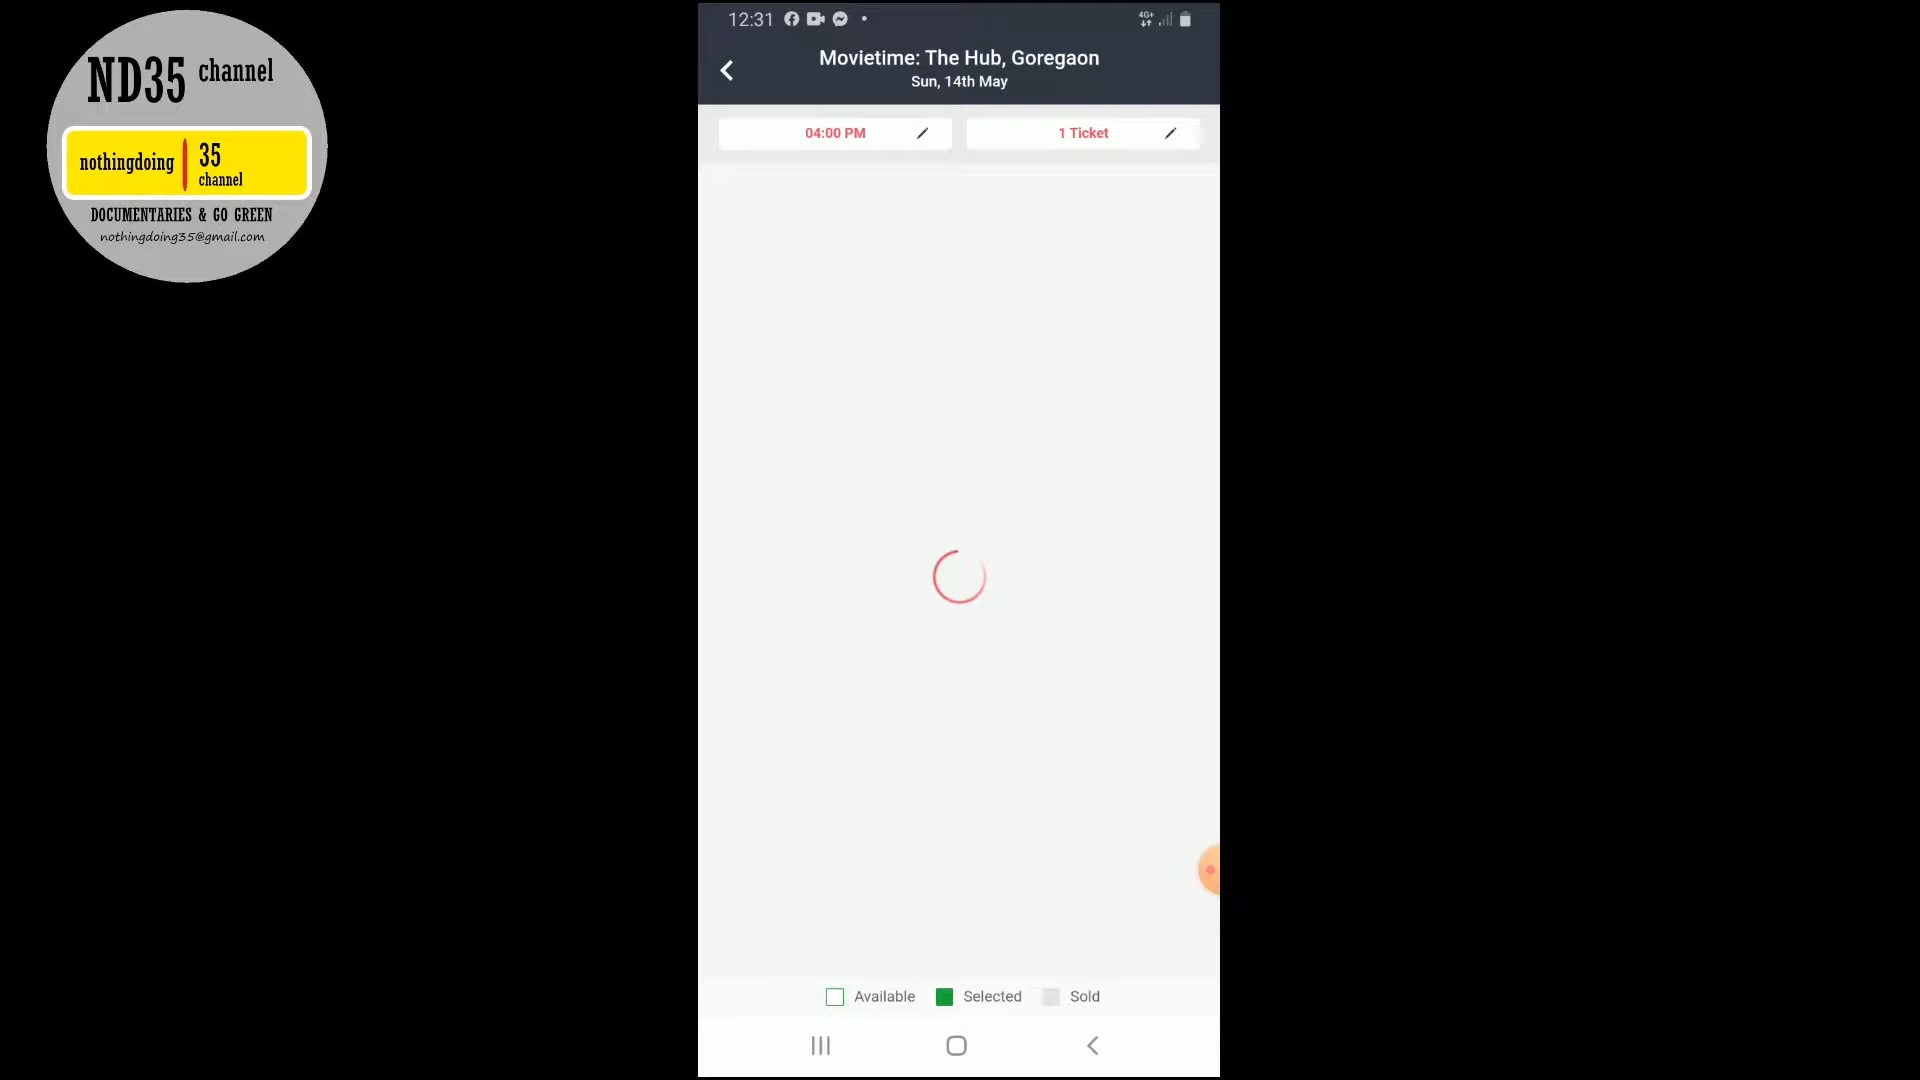 ND35 channel
nothingdoing 35
channel
DOCUMENTARIES & GO GREEN
nothingdoing35@gmail.com
12:31
4G+
Movietime: The Hub, Goregaon
Sun, 14th May
04:00 PM
1 Ticket
Available Selected Sold